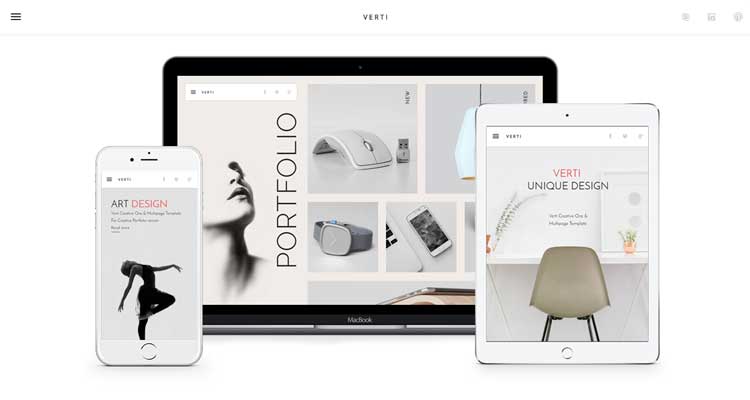 VERTI
VERTI
PORTFOLIO
NEW
VERTI
ART DESIGN
Verti Creative One & Multipage Template
For Creative Portfolio version
Read more
VERTI
VERTI
UNIQUE DESIGN
Verti Creative One &
Multipage Template
MacBook